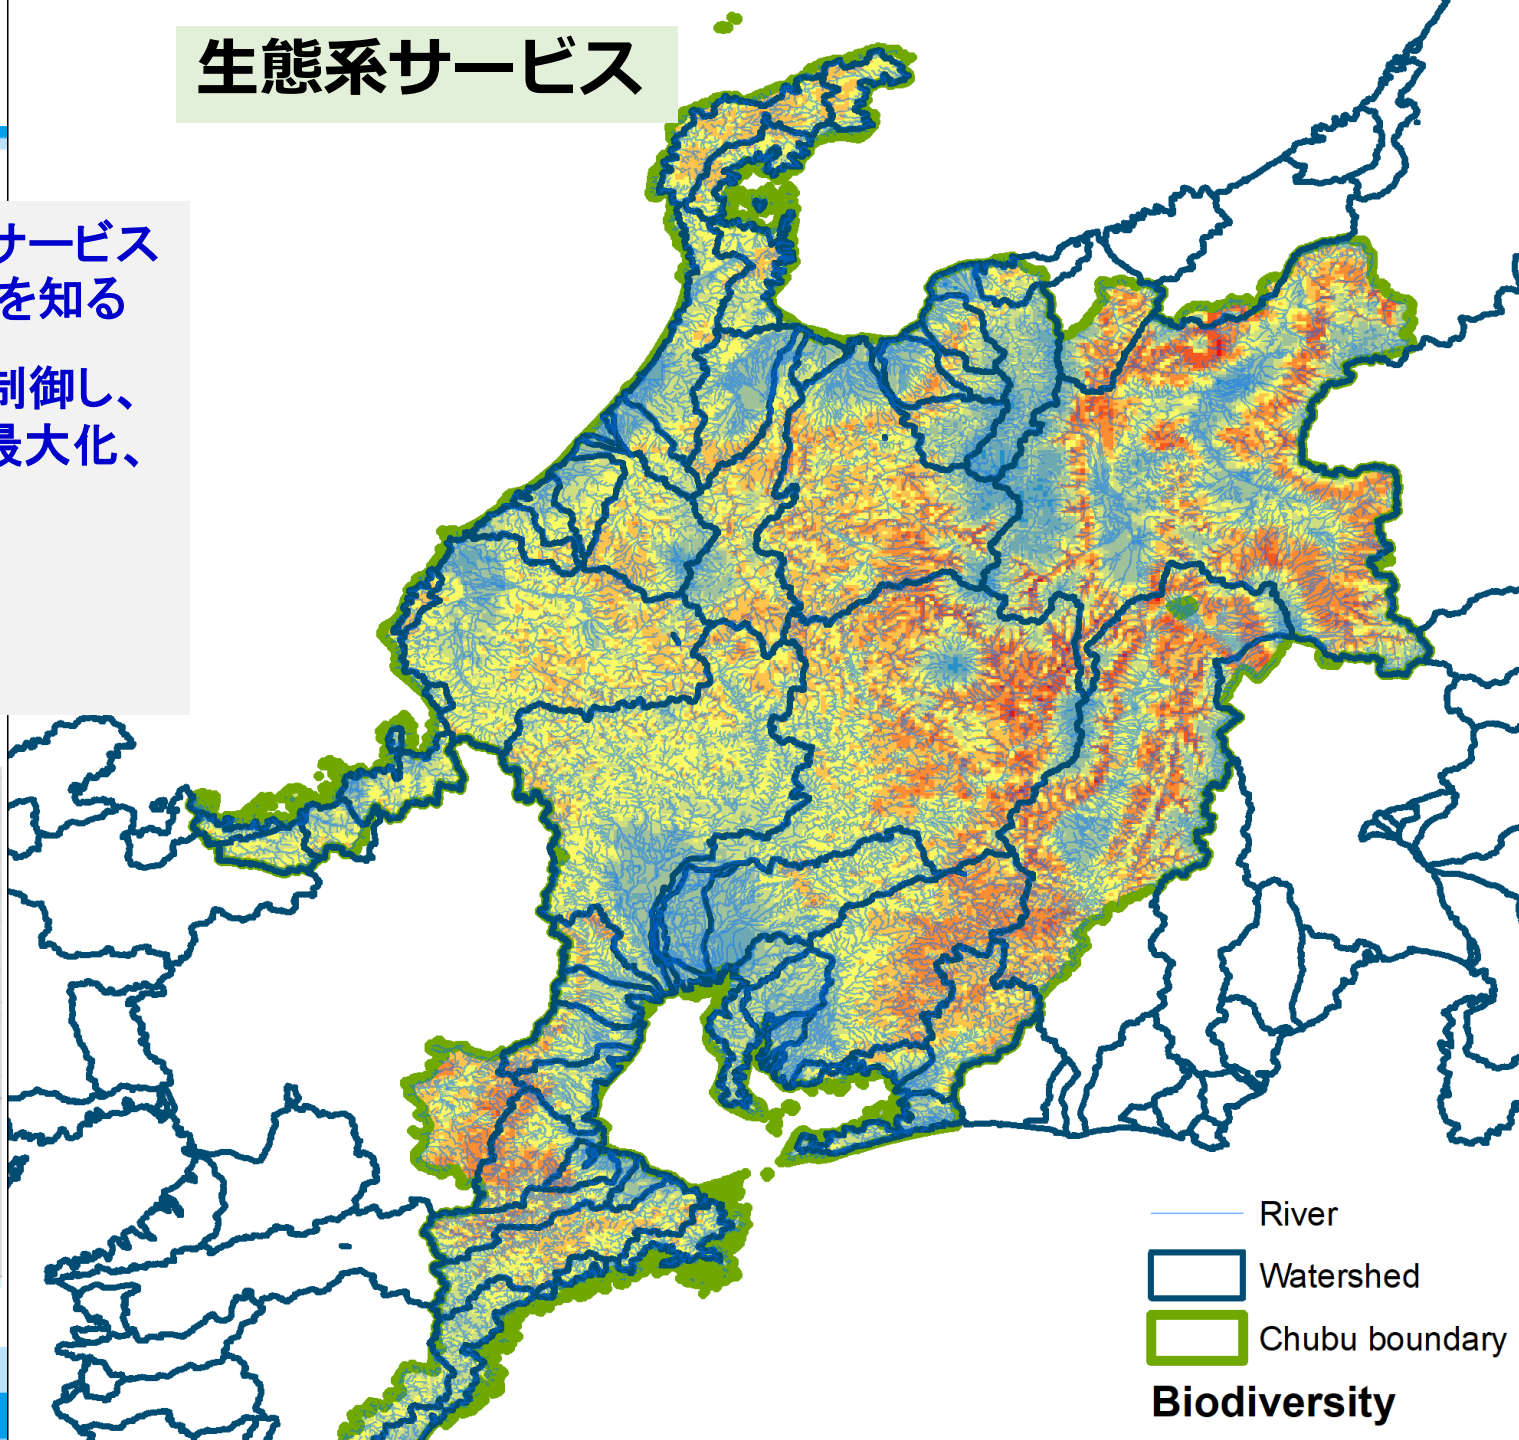 生態系サービス
サービス
を知る
制御し、
最大化、
River
Watershed
Chubu boundary
Biodiversity